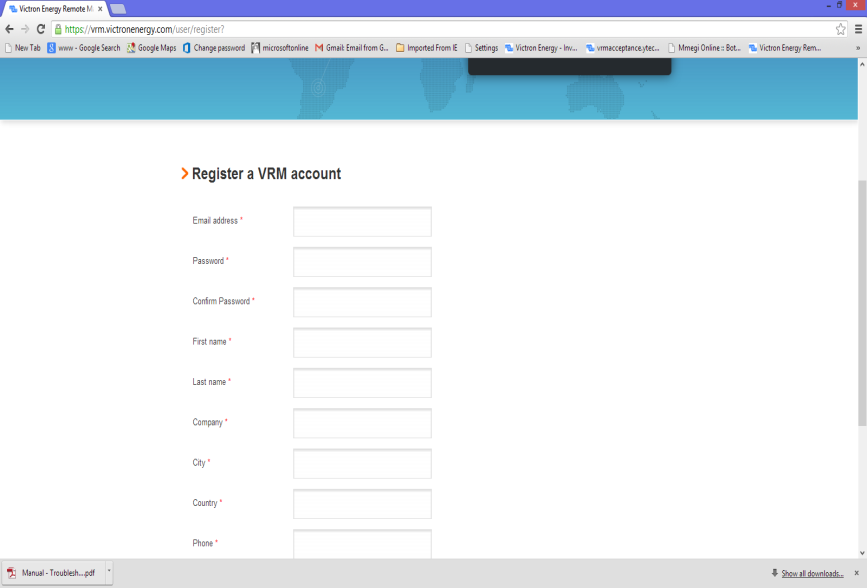 Victron Energy Remote M
https://vrm.victronenergy.com/user/register?
New Tab www - Google Search Google Maps Change password microsoftonline Gmail: Email from G... Imported From IE Settings Victron Energy - Inv... vrmacceptance.ytec... Mmegi Online :: Bot... Victron Energy Rem... »
Register a VRM account
Email address *
Password *
Confirm Password *
First name *
Last name *
Company *
City *
Country *
Phone *
Manual - Troublesh....pdf Show all downloads...